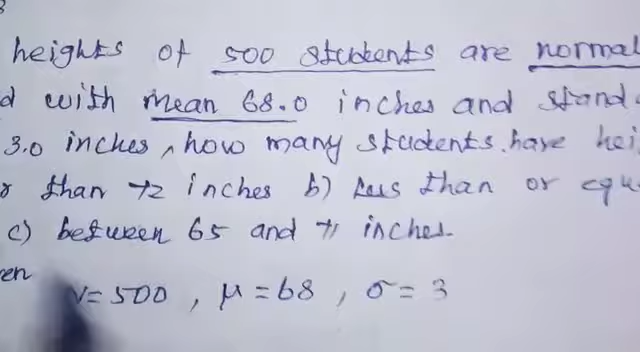 heights of 500 students are normal
d with mean 68.0 inches and stand
3.0 inches, how many students have hei
r than 72 inches b) Less than or equ
c) between 65 and 71 inches.
en N=500, μ=68, σ=3